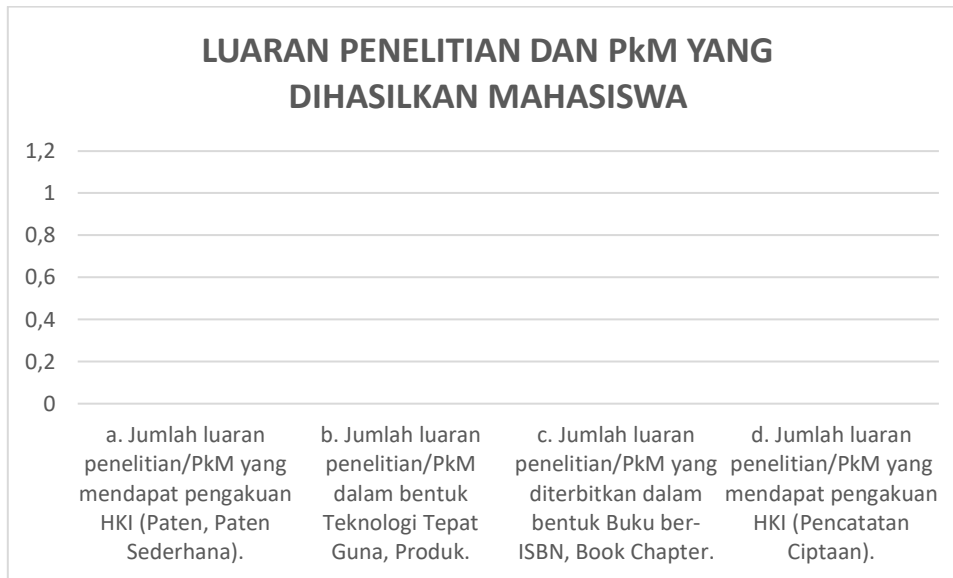 LUARAN PENELITIAN DAN PkM YANG
DIHASILKAN MAHASISWA
1,2
1
0,8
0,6
0,4
0,2
0
a. Jumlah luaran
penelitian/PkM yang
mendapat pengakuan
HKI (Paten, Paten
Sederhana).
b. Jumlah luaran
penelitian/PKM
dalam bentuk
Teknologi Tepat
Guna, Produk.
c. Jumlah luaran
penelitian/PkM yang
diterbitkan dalam
bentuk Buku ber-
ISBN, Book Chapter.
d. Jumlah luaran
penelitian/PkM yang
mendapat pengakuan
HKI (Pencatatan
Ciptaan).